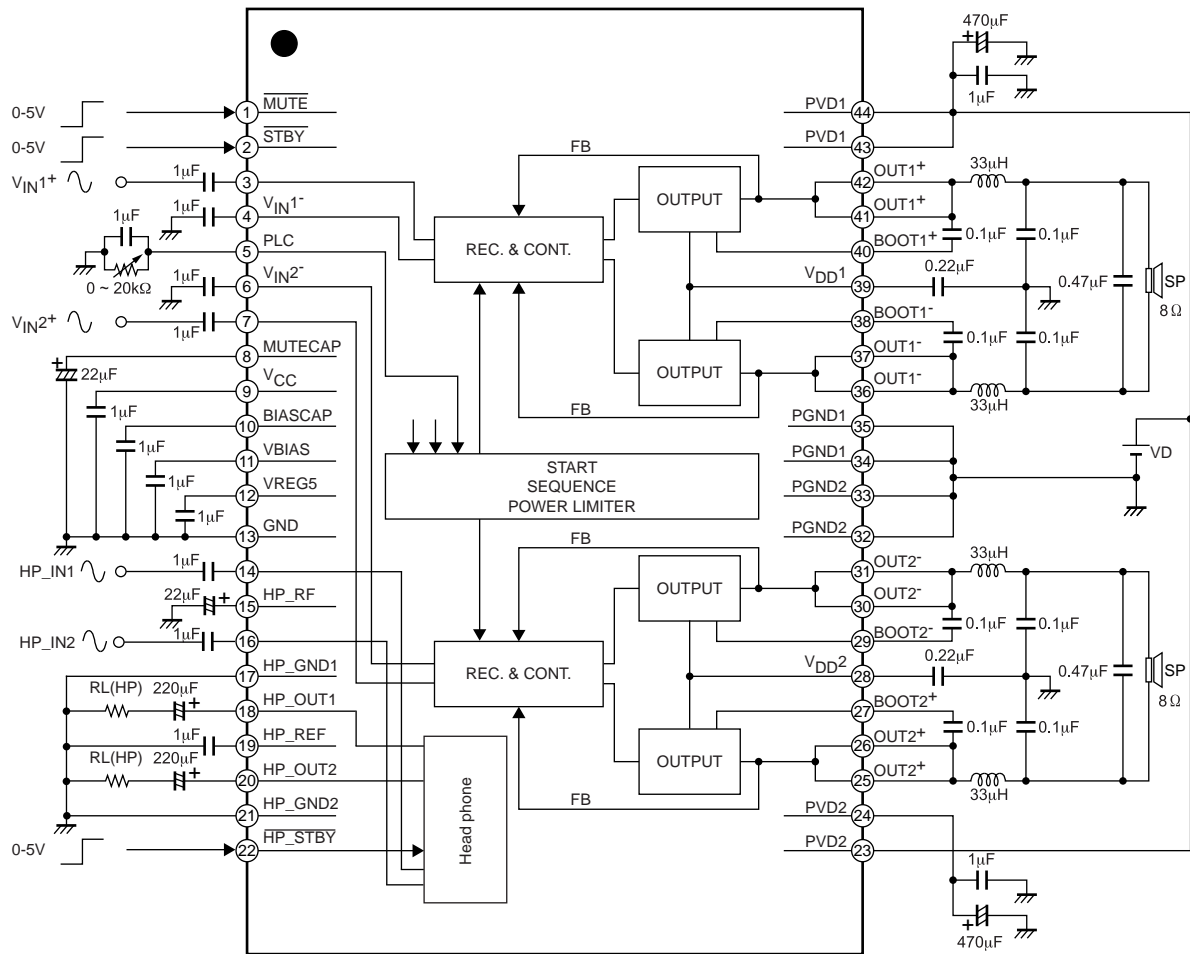 470μF
1μF
0-5V
1
MUTE
PVD1
44
0-5V
2
STBY
PVD1
43
VIN1+
1μF
3
FB
OUTPUT
42
OUT1+
33μH
1μF
4
VIN1-
41
OUT1+
1μF
5
PLC
REC. & CONT.
40
BOOT1+
0.1μF
0.1μF
0 ~ 20kΩ
1μF
6
VIN2-
VDD1
39
0.22μF
0.47μF
SP
8Ω
VIN2+
1μF
7
38
BOOT1-
0.1μF
0.1μF
22μF
8
MUTECAP
OUTPUT
37
OUT1-
9
VCC
FB
36
OUT1-
33μH
1μF
10
BIASCAP
PGND1
35
1μF
11
VBIAS
START
SEQUENCE
POWER LIMITER
PGND1
34
VD
1μF
12
VREG5
PGND2
33
1μF
13
GND
PGND2
32
HP_IN1
1μF
14
FB
OUTPUT
31
OUT2-
33μH
22μF
15
HP_RF
30
OUT2-
HP_IN2
1μF
16
REC. & CONT.
29
BOOT2-
0.1μF
0.1μF
17
HP_GND1
VDD2
28
0.22μF
0.47μF
SP
8Ω
RL(HP)
220μF
18
HP_OUT1
27
BOOT2+
0.1μF
0.1μF
1μF
19
HP_REF
OUTPUT
26
OUT2+
RL(HP)
220μF
20
HP_OUT2
Head phone
FB
25
OUT2+
33μH
21
HP_GND2
PVD2
24
0-5V
22
HP_STBY
PVD2
23
1μF
470μF